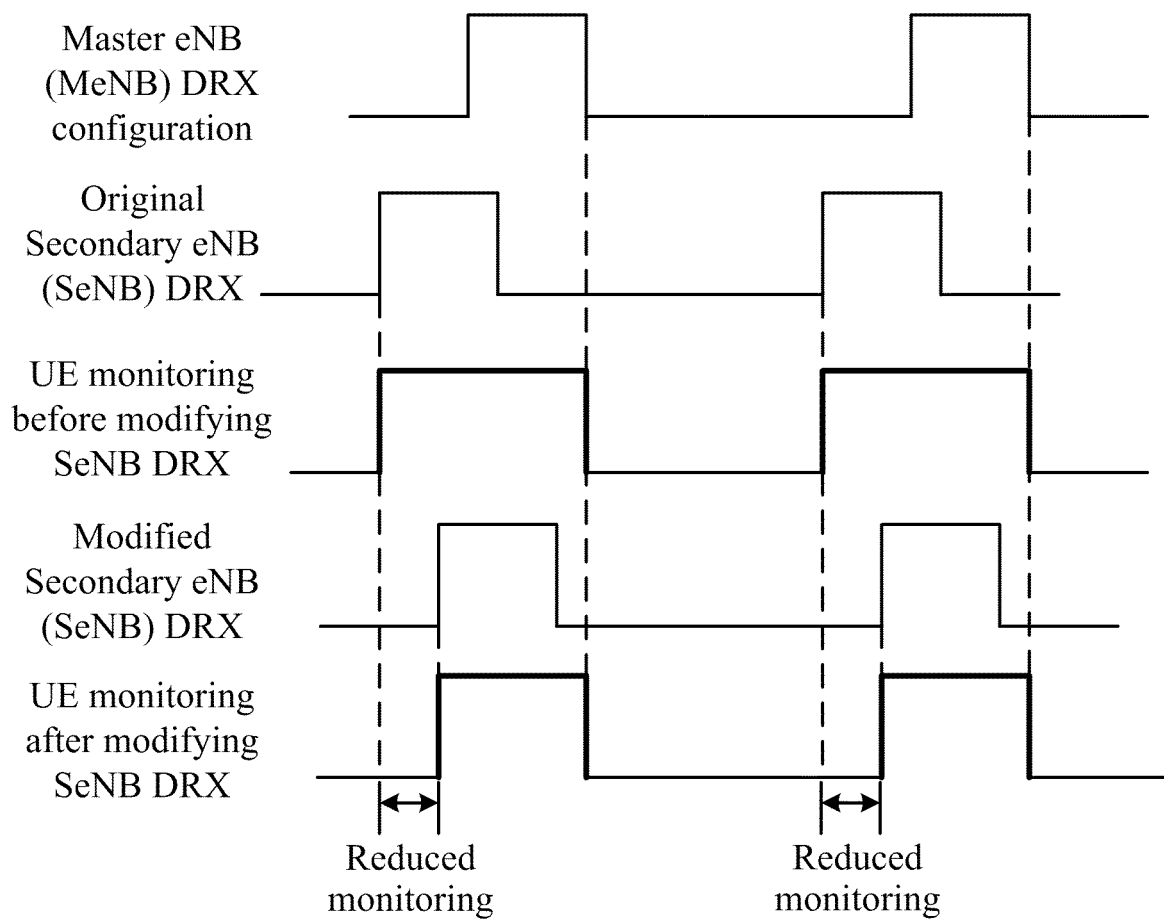 Master eNB
(MeNB) DRX
configuration
Original
Secondary eNB
(SeNB) DRX
UE monitoring
before modifying
SeNB DRX
Modified
Secondary eNB
(SeNB) DRX
UE monitoring
after modifying
SeNB DRX
Reduced
monitoring
Reduced
monitoring